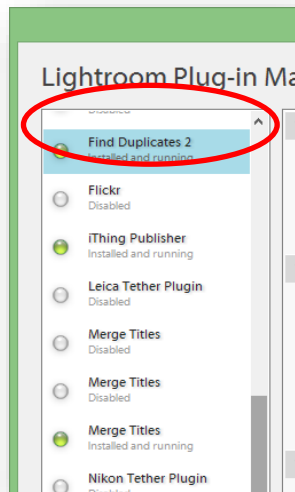 Lightroom Plug-in Ma
Disabled
Find Duplicates 2
Installed and running
Flickr
Disabled
iThing Publisher
Installed and running
Leica Tether Plugin
Disabled
Merge Titles
Disabled
Merge Titles
Disabled
Merge Titles
Installed and running
Nikon Tether Plugin
Disabled